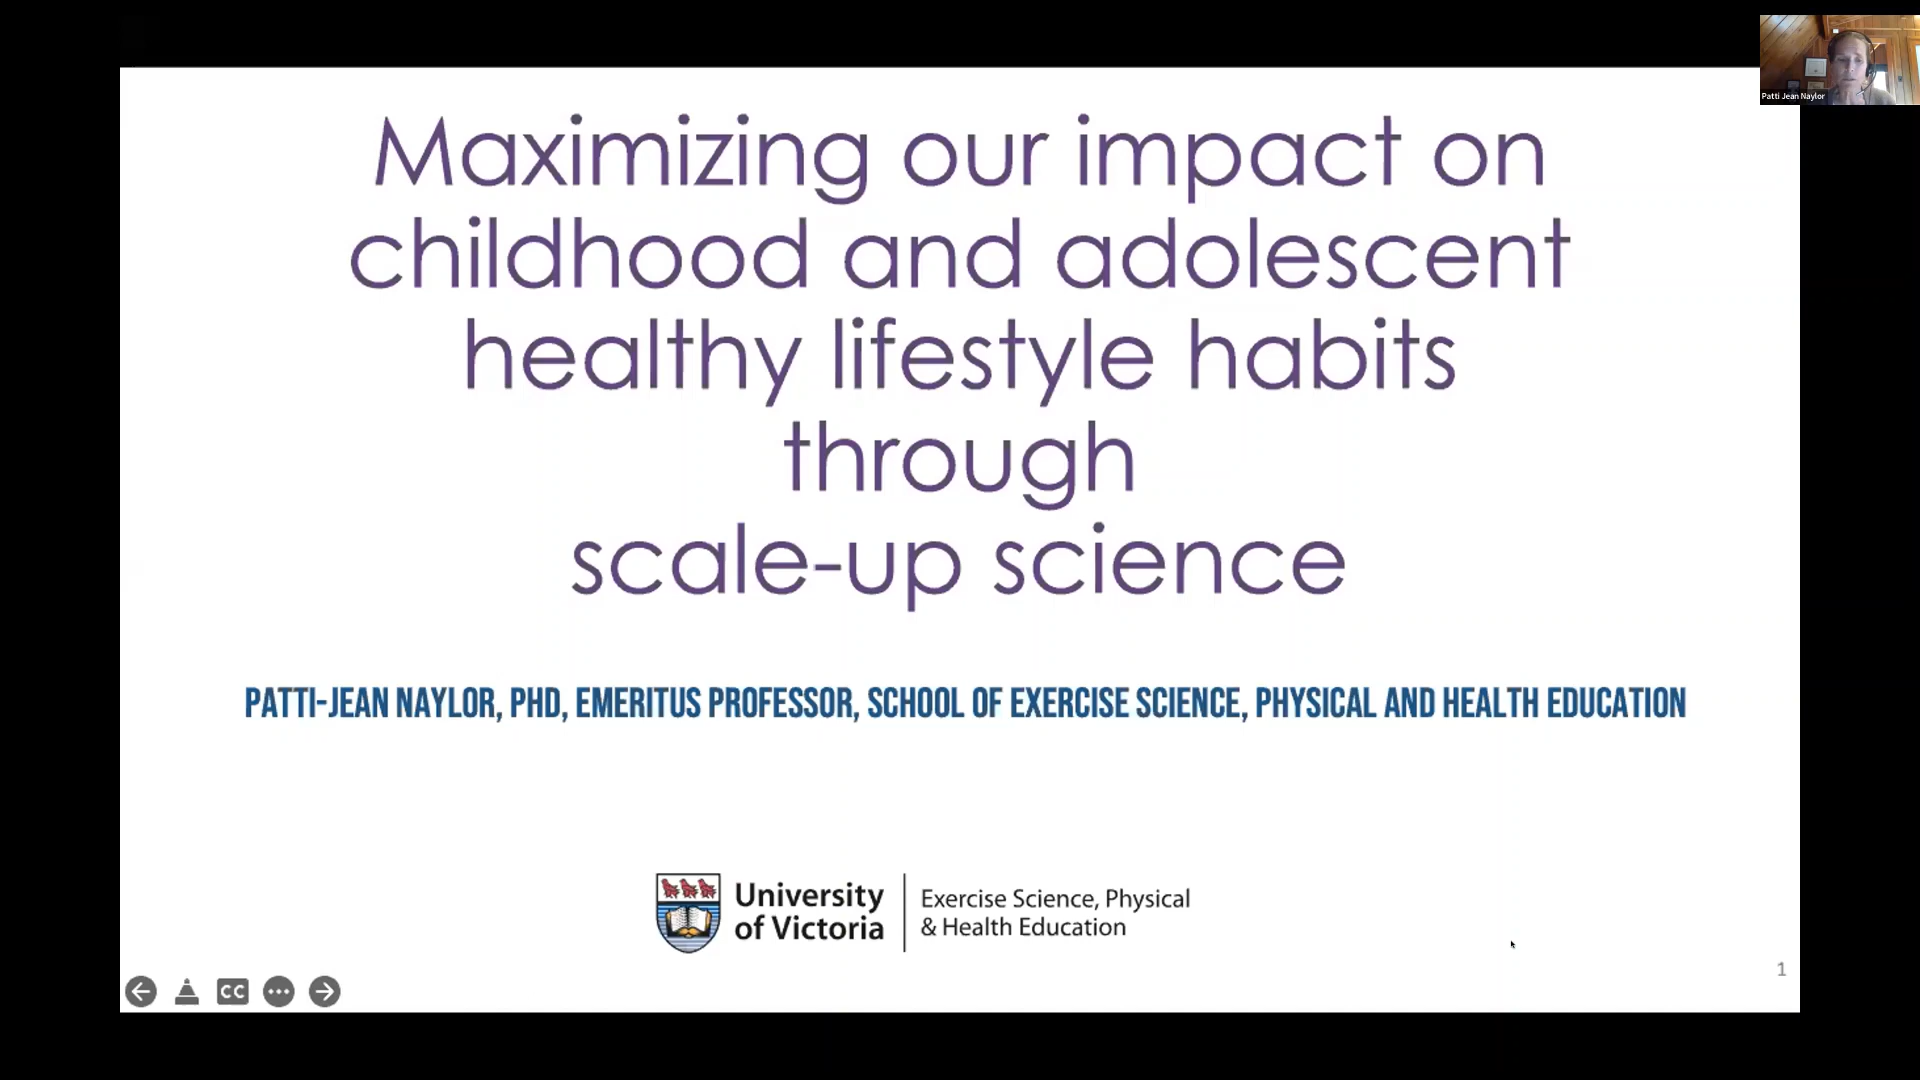 Patti Jean Naylor
Maximizing our impact on
childhood and adolescent
healthy lifestyle habits
through
scale-up science
PATTI-JEAN NAYLOR, PHD, EMERITUS PROFESSOR, SCHOOL OF EXERCISE SCIENCE, PHYSICAL AND HEALTH EDUCATION
University
of Victoria
Exercise Science, Physical
& Health Education
1
CC